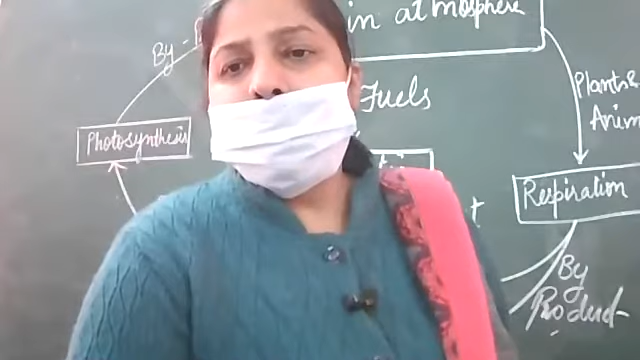 in atmosphere
By-
Fuels
Plants &
Anim
Photosynthesis
Respiration
t
By
Product